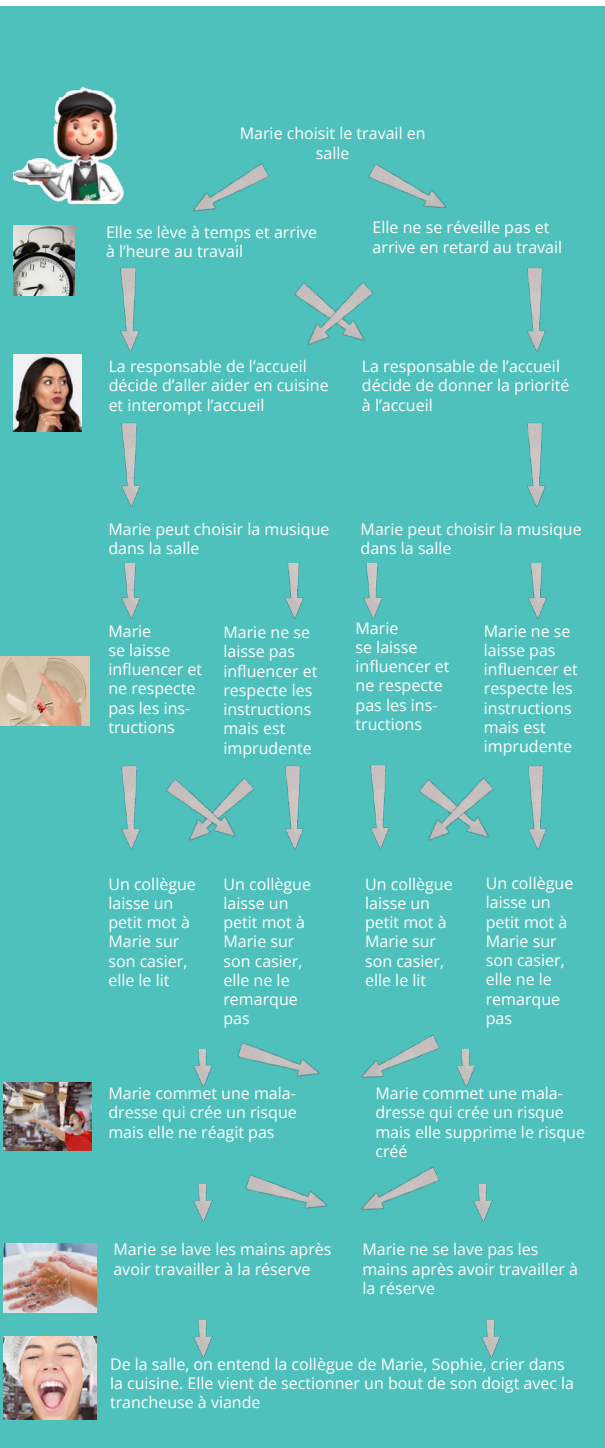 Marie choisit le travail en
salle
Elle se lève à temps et arrive
à l'heure au travail
Elle ne se réveille pas et
arrive en retard au travail
La responsable de l'accueil
décide d'aller aider en cuisine
et interompt l'accueil
La responsable de l'accueil
décide de donner la priorité
à l'accueil
Marie peut choisir la musique
dans la salle
Marie peut choisir la musique
dans la salle
Marie
se laisse
influencer et
ne respecte
pas les ins-
tructions
Marie ne se
laisse pas
influencer et
respecte les
instructions
mais est
imprudente
Marie
se laisse
influencer et
ne respecte
pas les ins-
tructions
Marie ne se
laisse pas
influencer et
respecte les
instructions
mais est
imprudente
Un collègue
laisse un
petit mot à
Marie sur
son casier,
elle le lit
Un collègue
laisse un
petit mot à
Marie sur
son casier,
elle ne le
remarque
pas
Un collègue
laisse un
petit mot à
Marie sur
son casier,
elle le lit
Un collègue
laisse un
petit mot à
Marie sur
son casier,
elle ne le
remarque
pas
Marie commet une mala-
dresse qui crée un risque
mais elle ne réagit pas
Marie commet une mala-
dresse qui crée un risque
mais elle supprime le risque
créé
Marie se lave les mains après
avoir travailler à la réserve
Marie ne se lave pas les
mains après avoir travailler à
la réserve
De la salle, on entend la collègue de Marie, Sophie, crier dans
la cuisine. Elle vient de sectionner un bout de son doigt avec la
trancheuse à viande